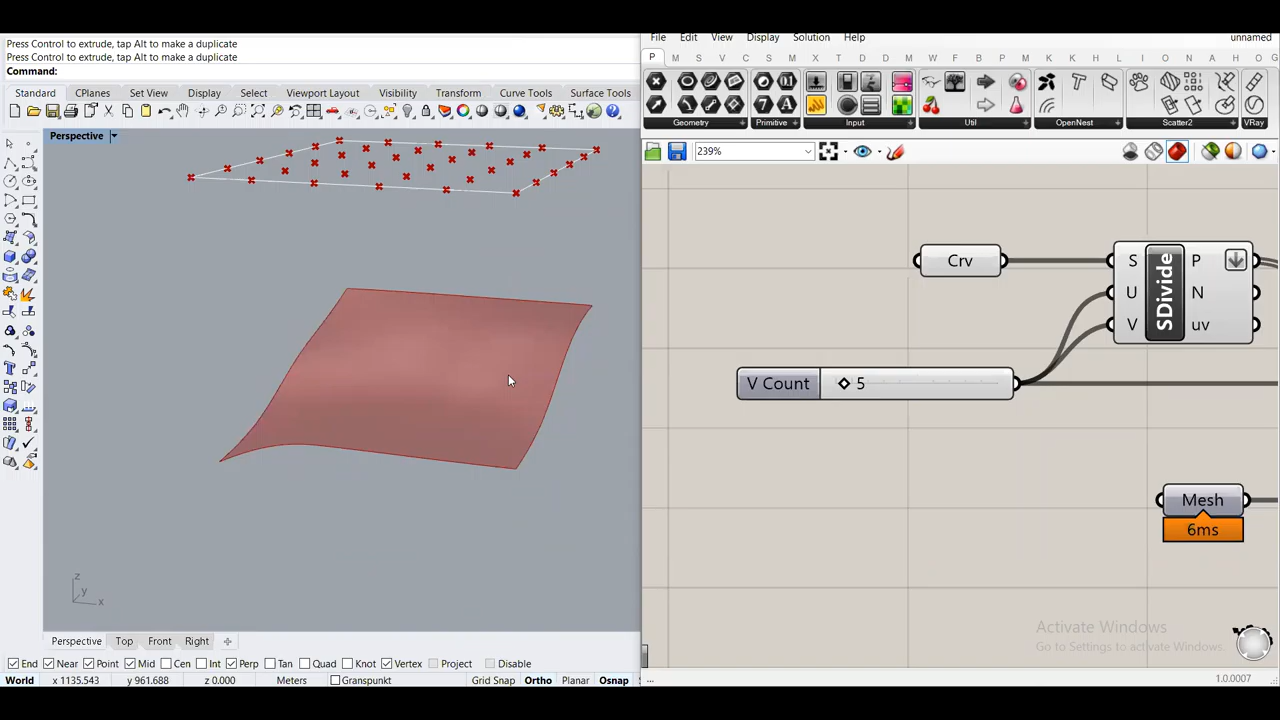 Press Control to extrude, tap Alt to make a duplicate
Press Control to extrude, tap Alt to make a duplicate
Command:
Standard CPlanes Set View Display Select Viewport Layout Visibility Transform Curve Tools Surface Tools
Perspective
z
y
x
Perspective Top Front Right
End Near Point Mid Cen Int Perp Tan Quad Knot Vertex Project Disable
World x 1135.543 y 961.688 z 0.000 Meters Granspunkt Grid Snap Ortho Planar Osnap
File Edit View Display Solution Help unnamed
P M S V C S M I X T D D A M W F B P L K D E M H O G
Geometry Primitive Input Util OpenNest Scatter2 VRay
239%
Crv
S U V SDivide P N uv
V Count 5
Mesh
6ms
Activate Windows
Go to Settings to activate Windows.
...
1.0.0007